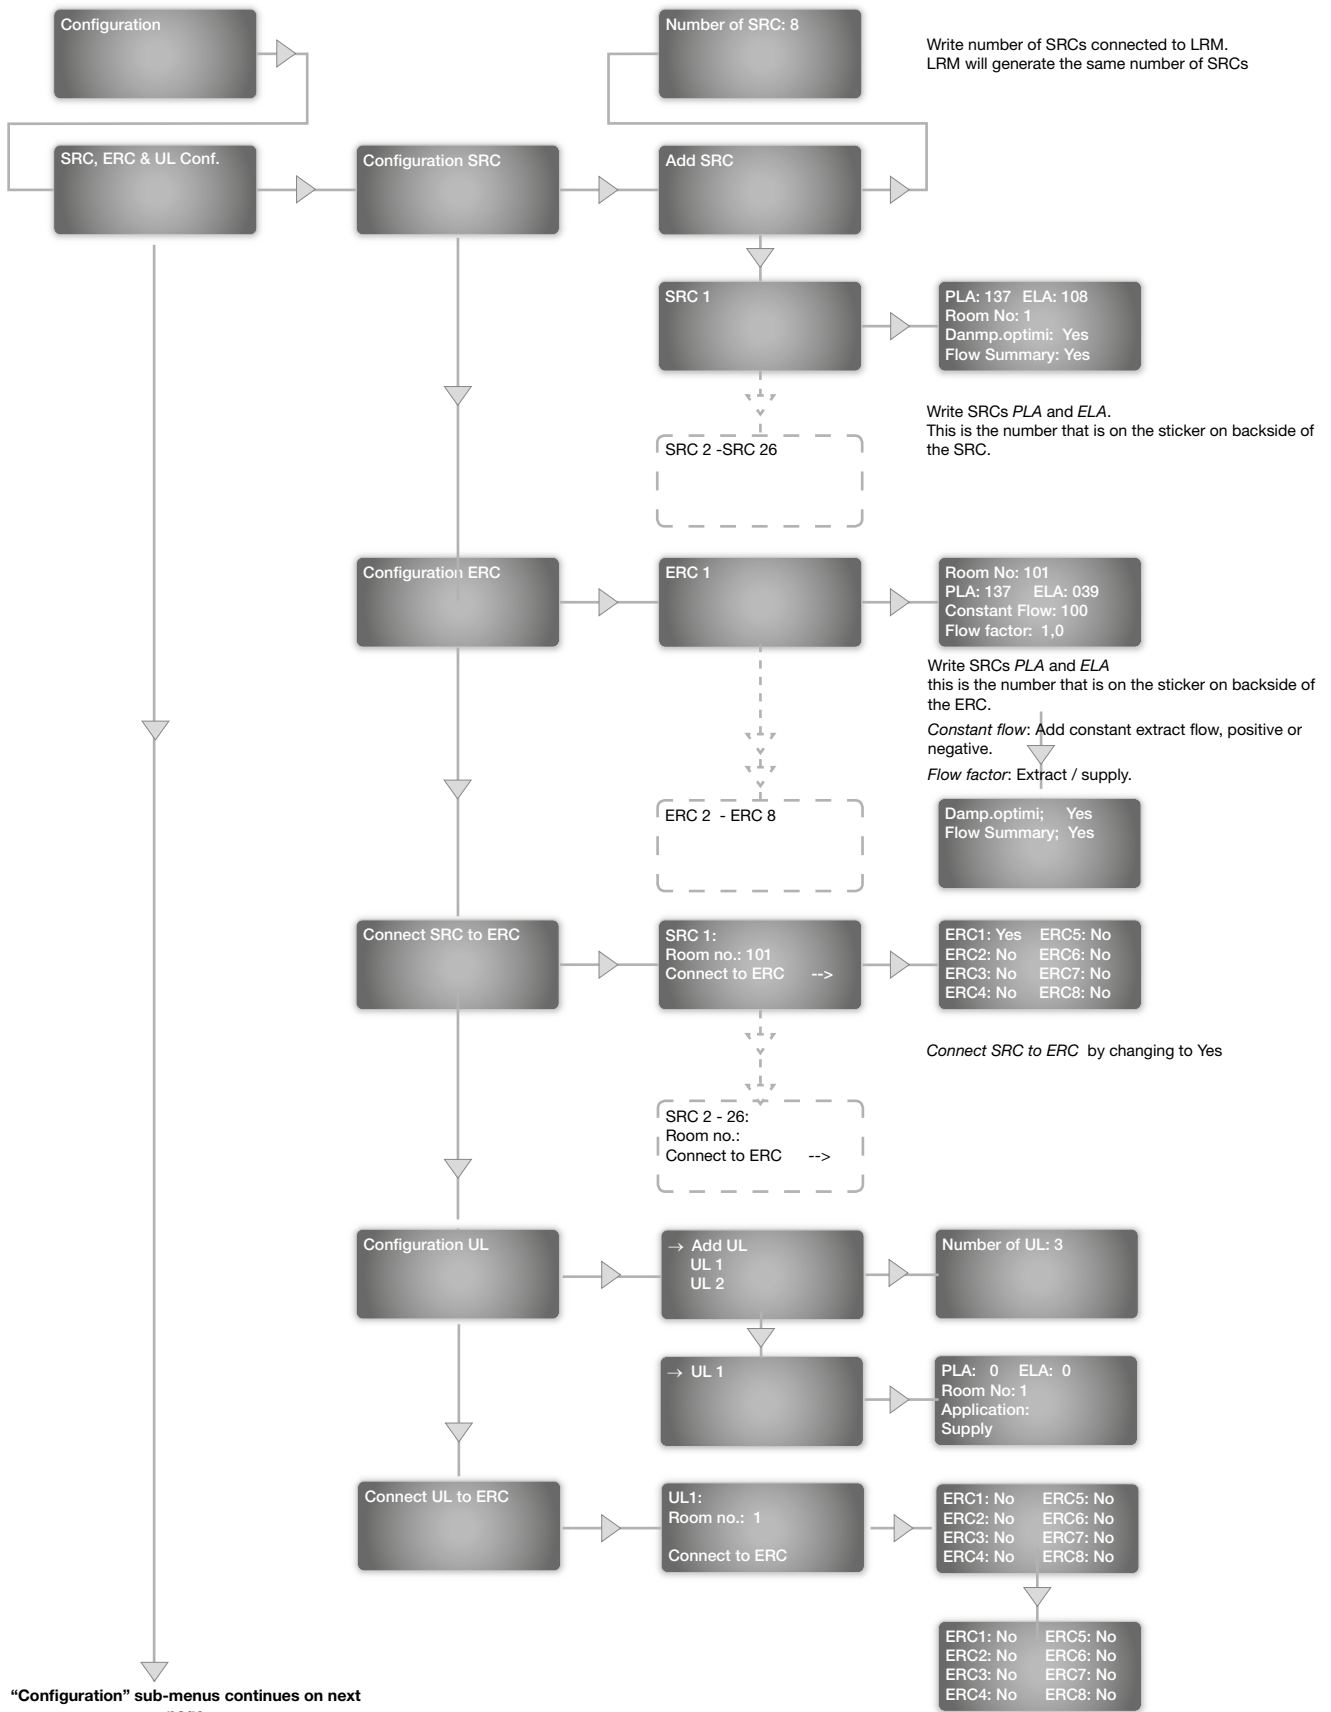 Configuration
Number of SRC: 8
Write number of SRCs connected to LRM.
LRM will generate the same number of SRCs
SRC, ERC & UL Conf.
Configuration SRC
Add SRC
SRC 1
PLA: 137 ELA: 108
Room No: 1
Danmp.optimi: Yes
Flow Summary: Yes
Write SRCs PLA and ELA.
This is the number that is on the sticker on backside of
the SRC.
SRC 2 -SRC 26
Configuration ERC
ERC 1
Room No: 101
PLA: 137 ELA: 039
Constant Flow: 100
Flow factor: 1,0
Write SRCs PLA and ELA
this is the number that is on the sticker on backside of
the ERC.
Constant flow: Add constant extract flow, positive or
negative.
Flow factor: Extract / supply.
ERC 2 - ERC 8
Damp.optimi; Yes
Flow Summary; Yes
Connect SRC to ERC
SRC 1:
Room no.: 101
Connect to ERC -->
ERC1: Yes ERC5: No
ERC2: No ERC6: No
ERC3: No ERC7: No
ERC4: No ERC8: No
Connect SRC to ERC by changing to Yes
SRC 2 - 26:
Room no.:
Connect to ERC -->
Configuration UL
→ Add UL
UL 1
UL 2
Number of UL: 3
→ UL 1
PLA: 0 ELA: 0
Room No: 1
Application:
Supply
Connect UL to ERC
UL1:
Room no.: 1
Connect to ERC
ERC1: No ERC5: No
ERC2: No ERC6: No
ERC3: No ERC7: No
ERC4: No ERC8: No
ERC1: No ERC5: No
ERC2: No ERC6: No
ERC3: No ERC7: No
ERC4: No ERC8: No
“Configuration” sub-menus continues on next